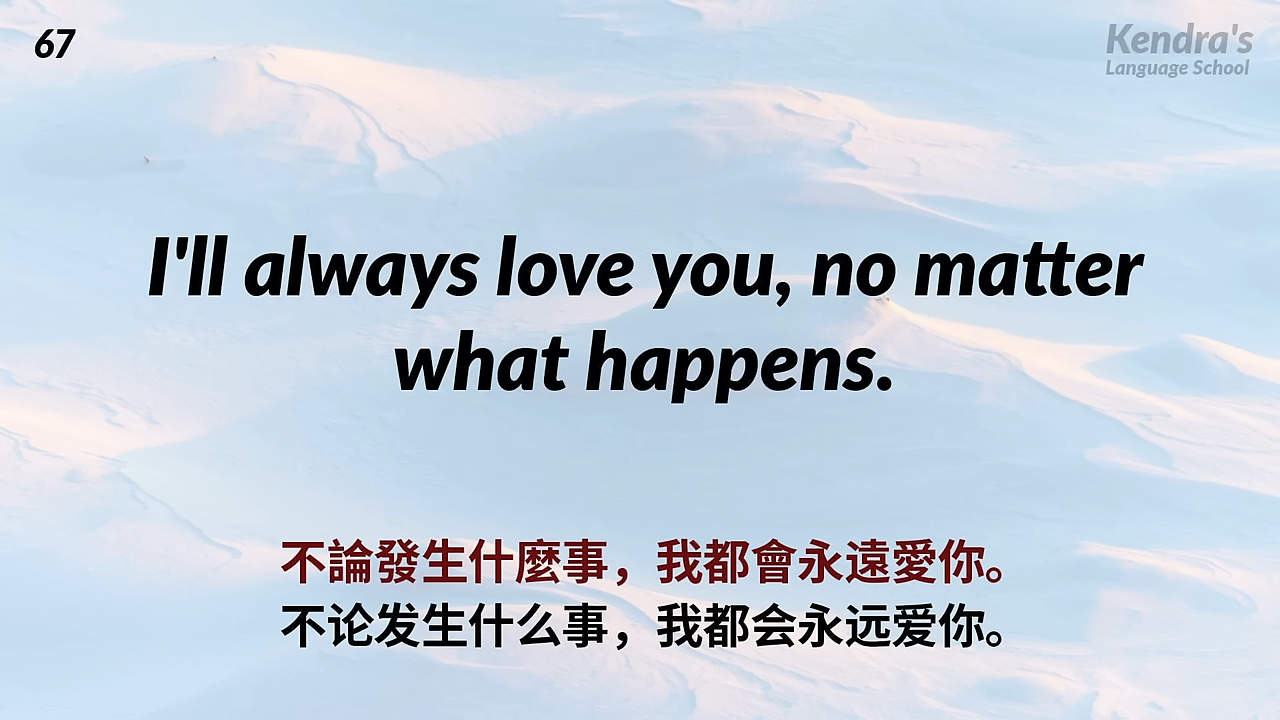 67
Kendra's
Language School
I'll always love you, no matter
what happens.
不論發生什麼事，我都會永遠愛你。
不论发生什么事，我都会永远爱你。